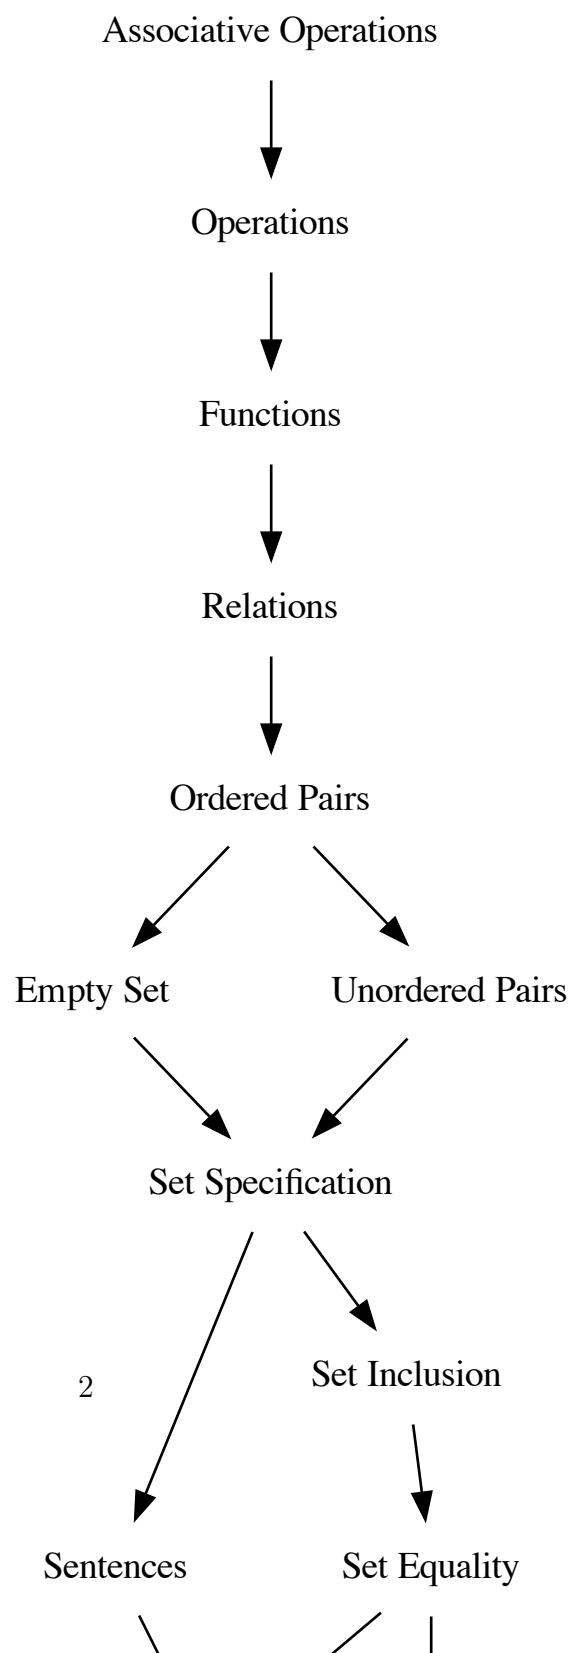 Associative Operations
Operations
Functions
Relations
Ordered Pairs
Empty Set
Unordered Pairs
Set Specification
Set Inclusion
2
Sentences
Set Equality